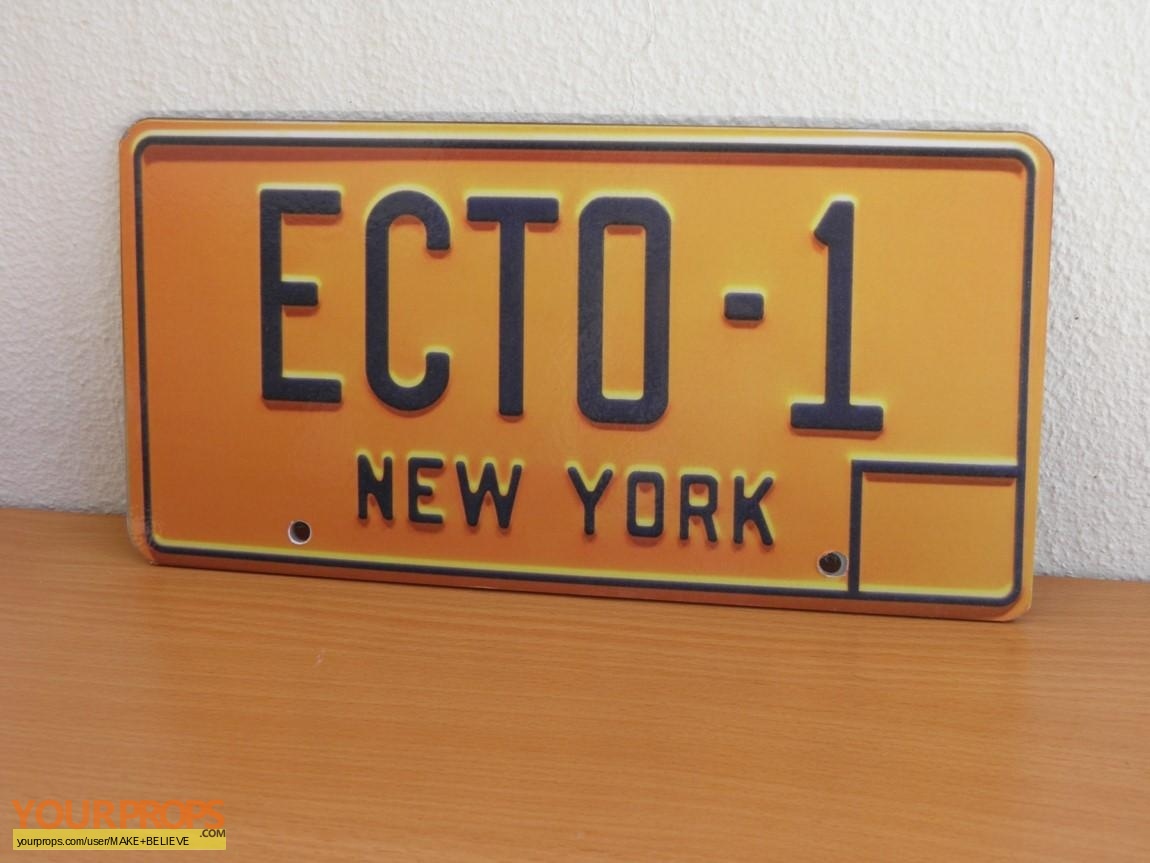 ECTO-1
NEW YORK
YOURPROPS
.COM
yourprops.com/user/MAKE+BELIEVE